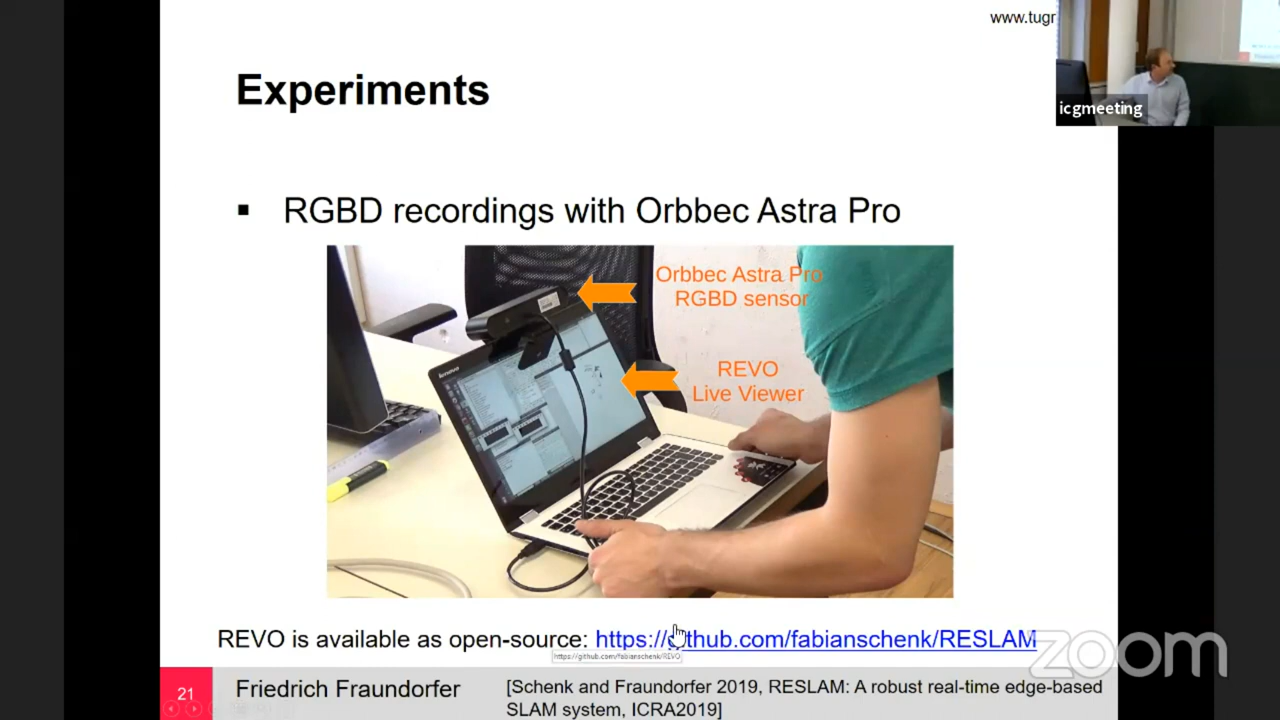 www.tugr
icgmeeting
Experiments
▪ RGBD recordings with Orbbec Astra Pro
Orbbec Astra Pro
RGBD sensor
REVO
Live Viewer
lenovo
REVO is available as open-source: https://github.com/fabianschenk/RESLAM
https://github.com/fabianschenk/REVO
zoom
21
Friedrich Fraundorfer
[Schenk and Fraundorfer 2019, RESLAM: A robust real-time edge-based
SLAM system, ICRA2019]